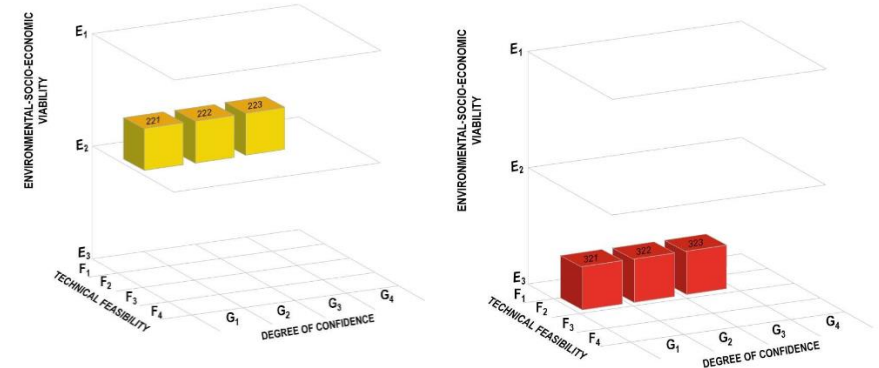 ENVIRONMENTAL-SOCIO-ECONOMIC
VIABILITY
E1
E2
E3
F1
F2
F3
F4
TECHNICAL FEASIBILITY
G1
G2
G3
G4
DEGREE OF CONFIDENCE
221
222
223
ENVIRONMENTAL-SOCIO-ECONOMIC
VIABILITY
E1
E2
E3
F1
F2
F3
F4
TECHNICAL FEASIBILITY
G1
G2
G3
G4
DEGREE OF CONFIDENCE
321
322
323